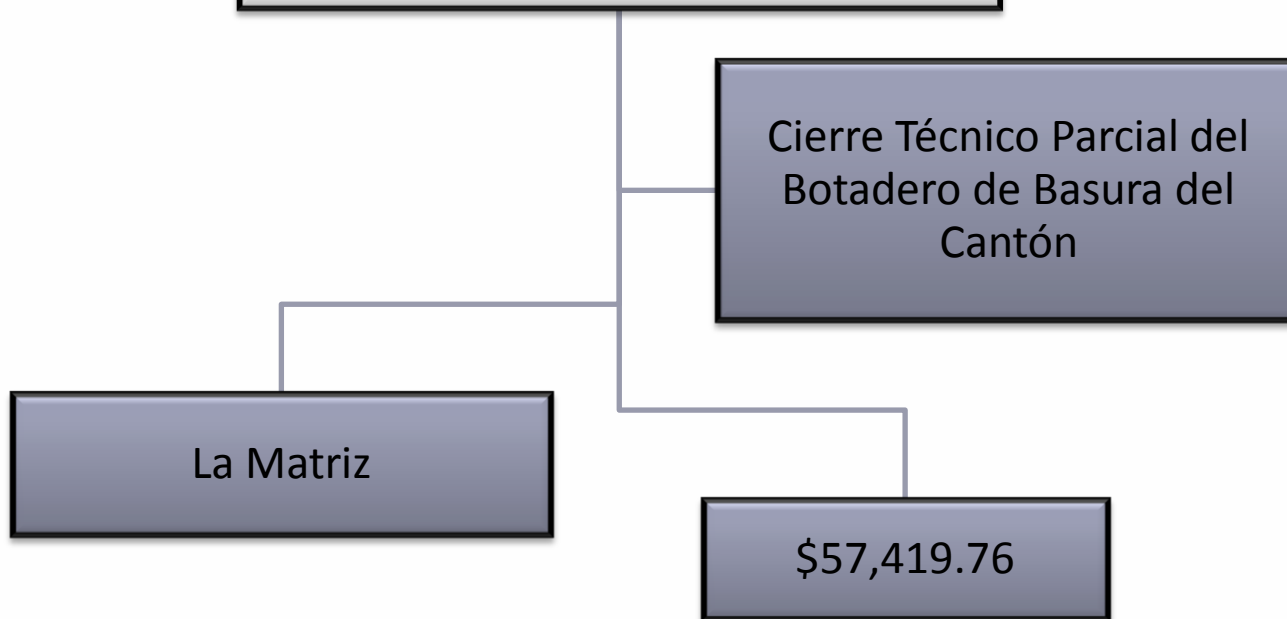 Cierre Técnico Parcial del
Botadero de Basura del
Cantón
La Matriz
$57,419.76